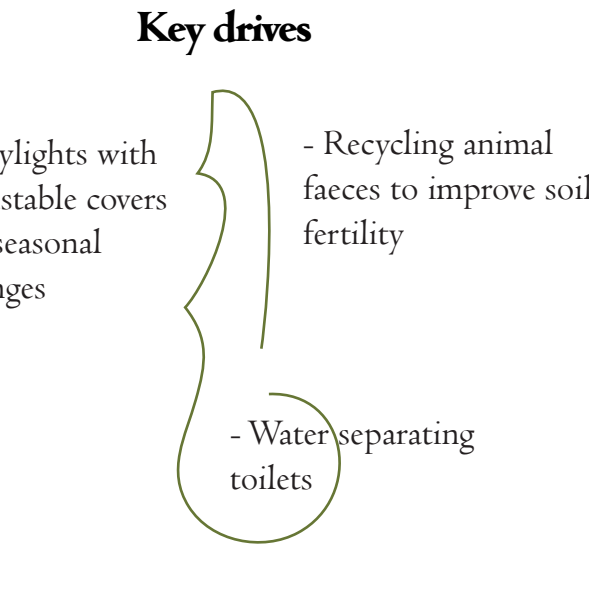 Key drives
ylights with
stable covers
seasonal
nges
- Recycling animal
faeces to improve soil
fertility
- Water separating
toilets